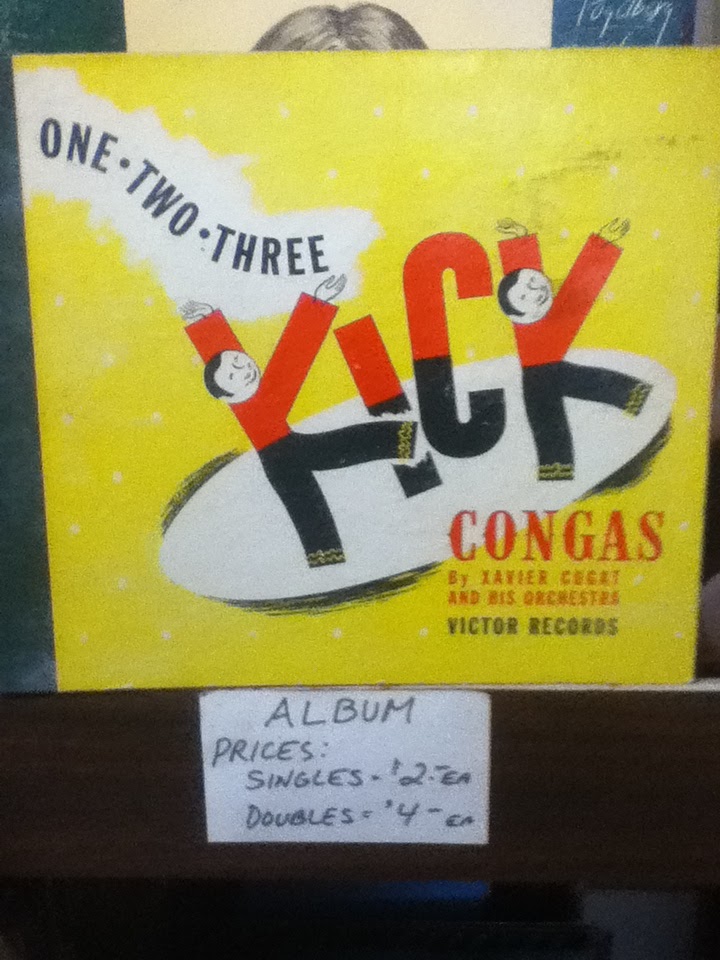 ONE•TWO•THREE
KICK
CONGAS
By XAVIER CUGAT
AND HIS ORCHESTRA
VICTOR RECORDS
ALBUM
PRICES:
SINGLES - $2.- EA
DOUBLES = $4 - EA